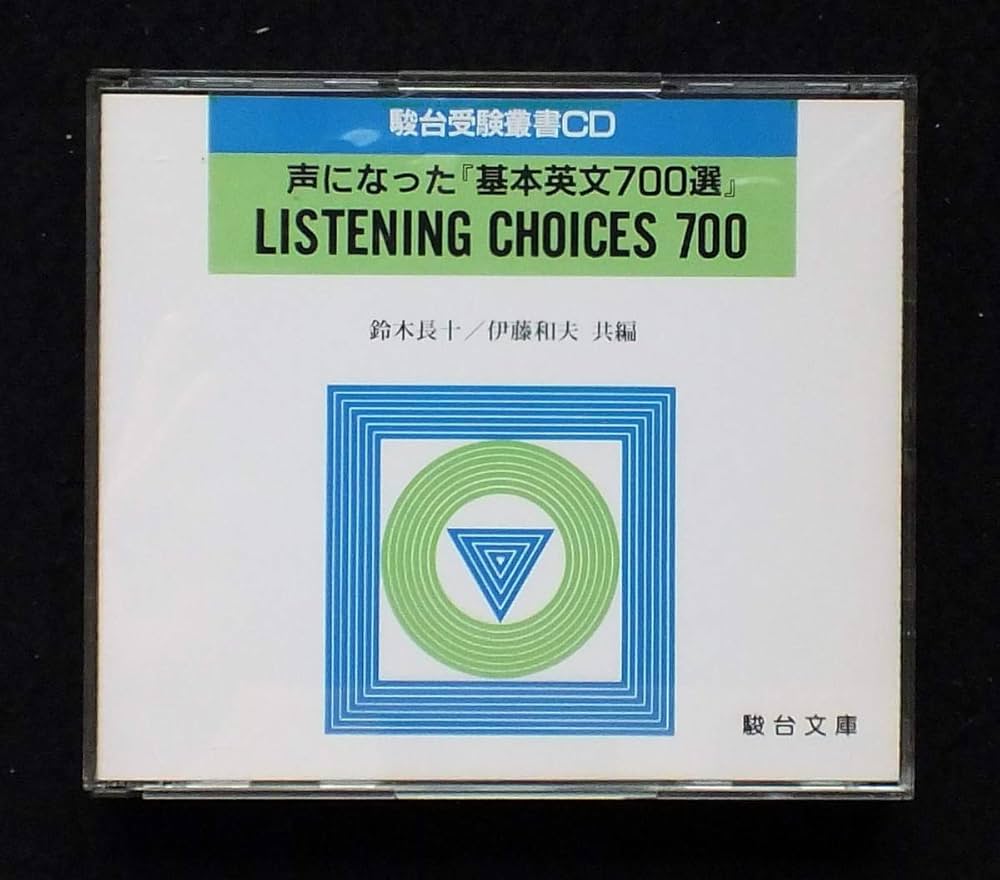 駿台受験叢書CD
声になった『基本英文700選』
LISTENING CHOICES 700
鈴木長十／伊藤和夫 共編
駿台文庫